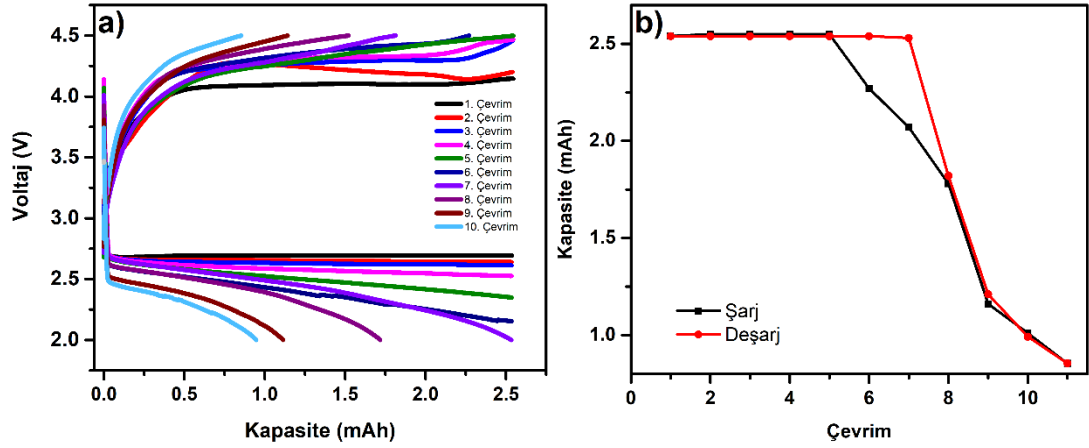 a)
4.5
4.0
3.5
3.0
2.5
2.0
Voltaj (V)
1. Çevrim
2. Çevrim
3. Çevrim
4. Çevrim
5. Çevrim
6. Çevrim
7. Çevrim
8. Çevrim
9. Çevrim
10. Çevrim
0.0 0.5 1.0 1.5 2.0 2.5
Kapasite (mAh)
b)
2.5
2.0
1.5
1.0
Kapasite (mAh)
Şarj
Deşarj
0 2 4 6 8 10
Çevrim